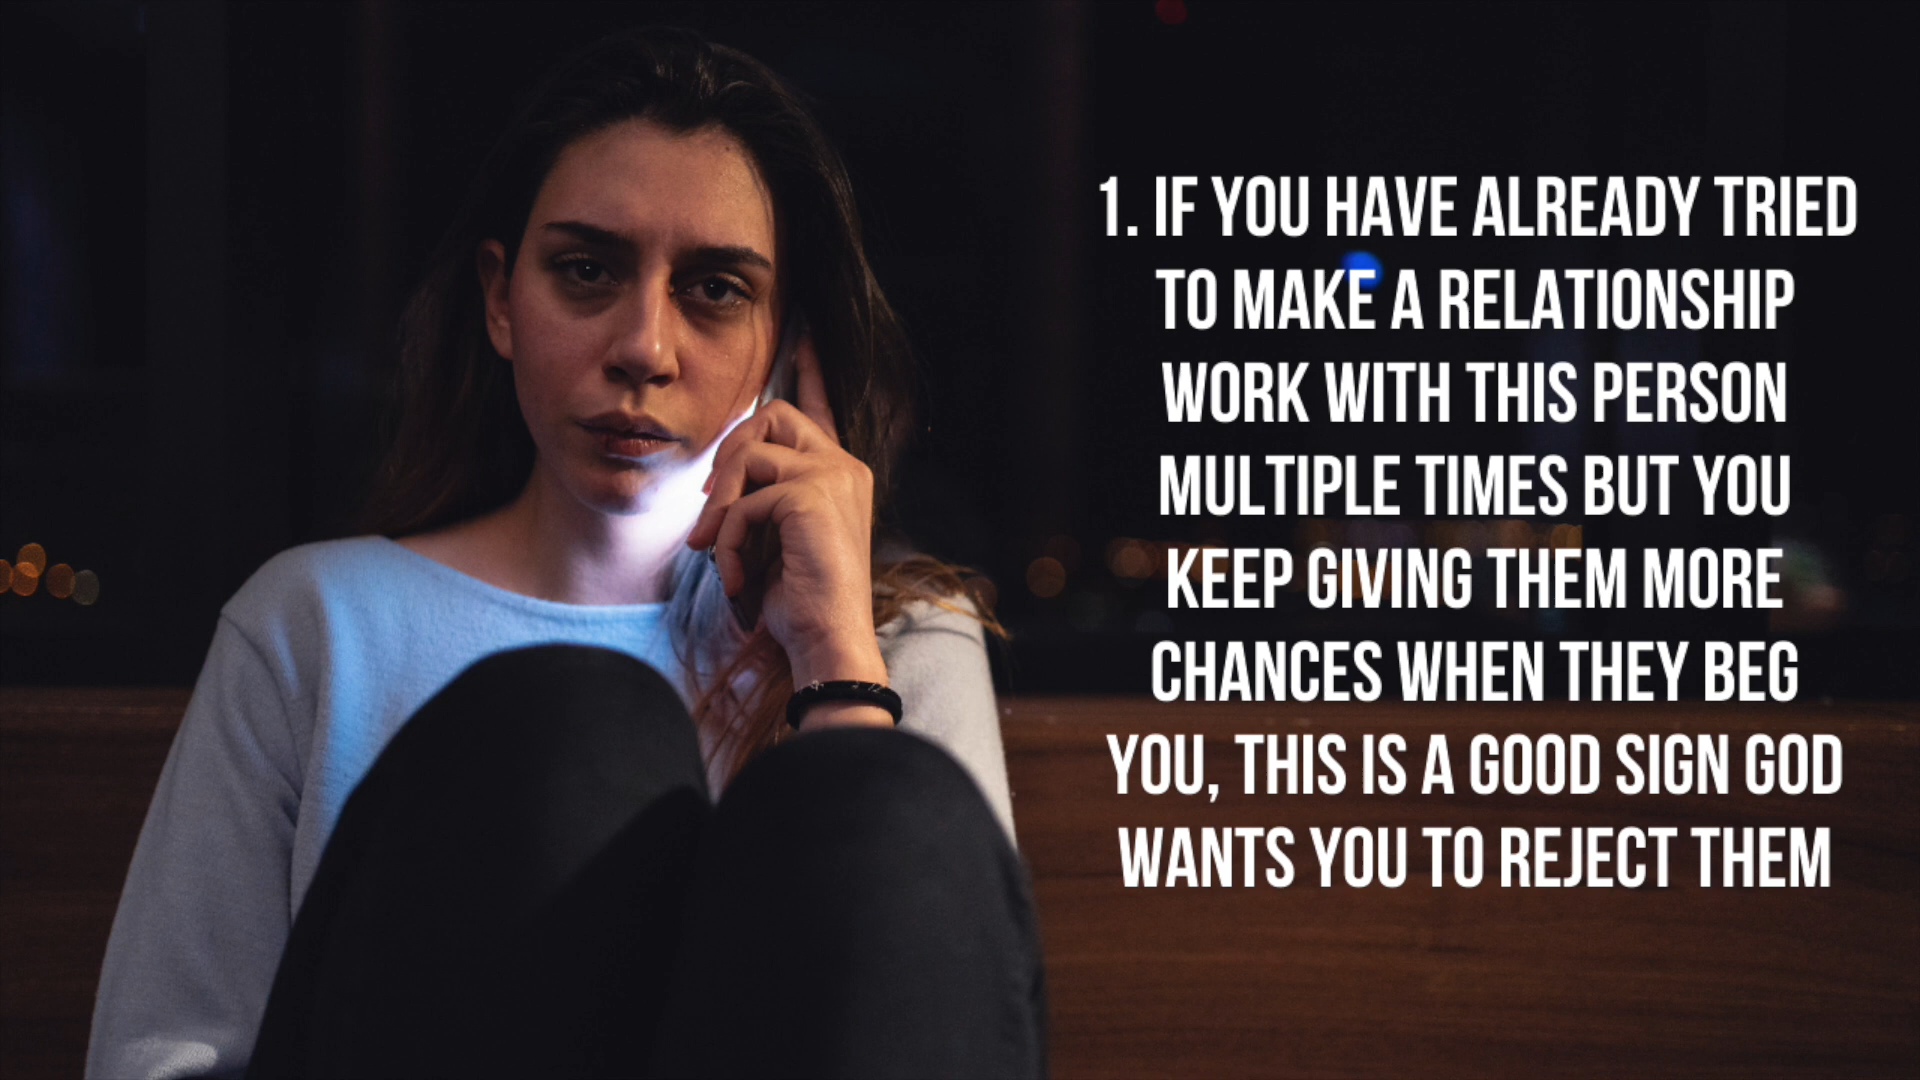 1. IF YOU HAVE ALREADY TRIED
TO MAKE A RELATIONSHIP
WORK WITH THIS PERSON
MULTIPLE TIMES BUT YOU
KEEP GIVING THEM MORE
CHANCES WHEN THEY BEG
YOU, THIS IS A GOOD SIGN GOD
WANTS YOU TO REJECT THEM